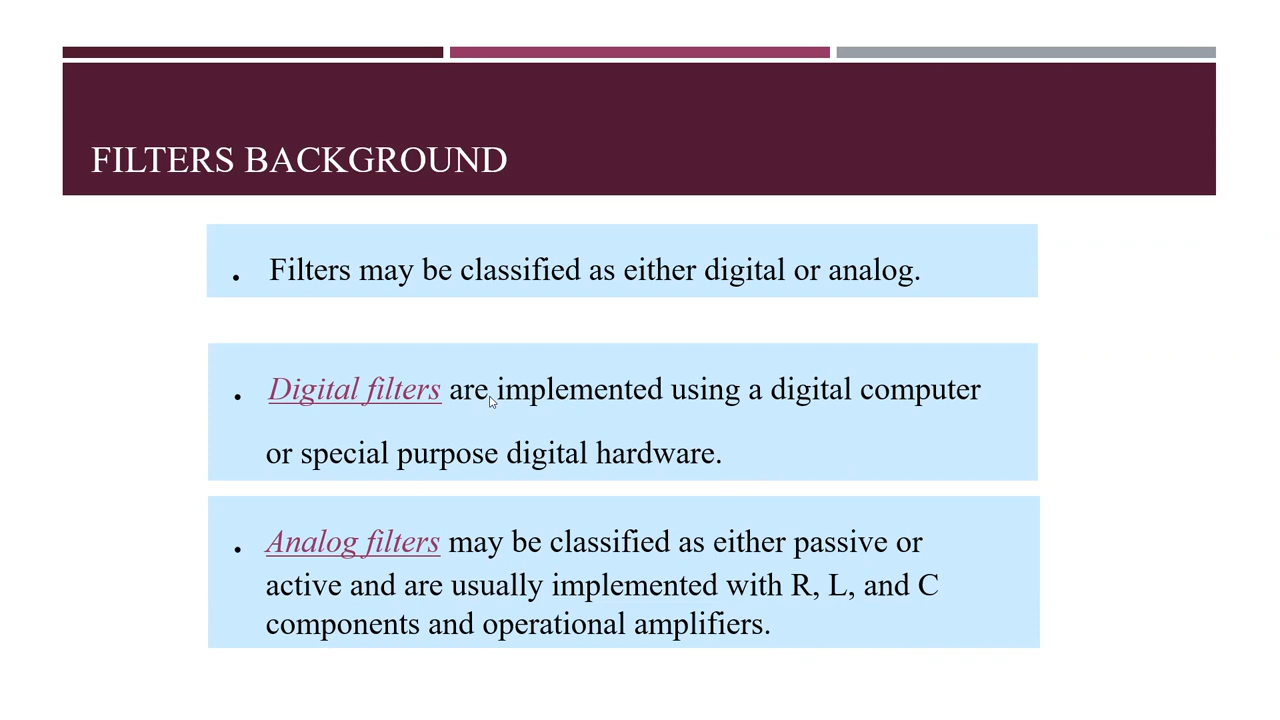 FILTERS BACKGROUND
. Filters may be classified as either digital or analog.
. Digital filters are implemented using a digital computer
or special purpose digital hardware.
. Analog filters may be classified as either passive or
active and are usually implemented with R, L, and C
components and operational amplifiers.